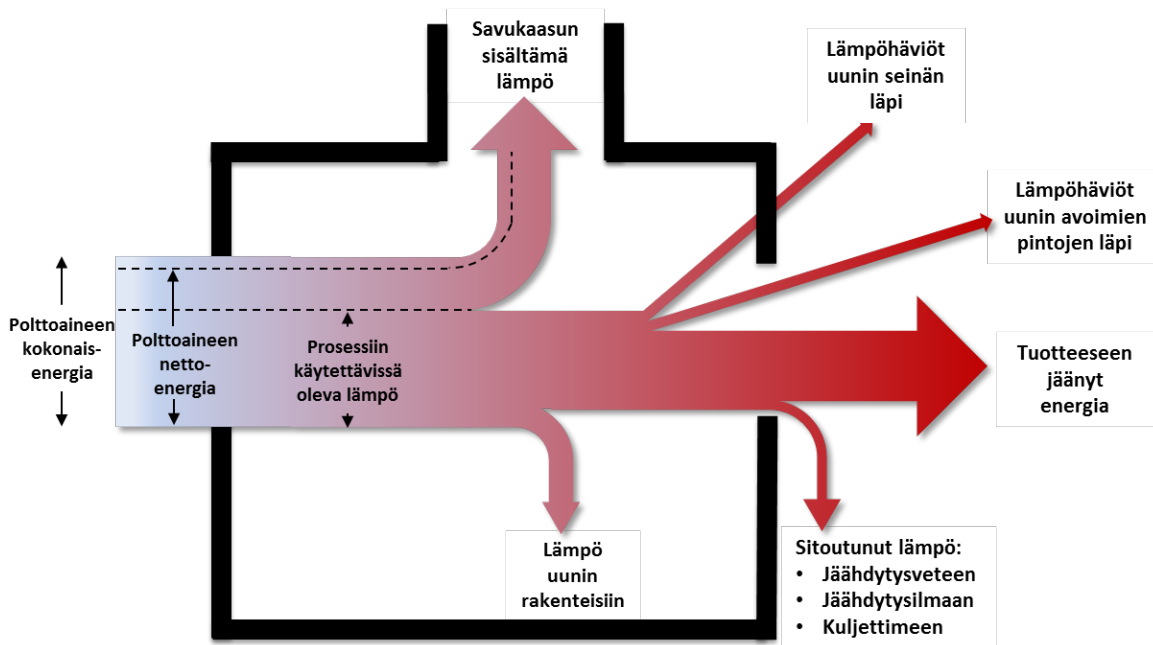 Savukaasun
sisältämä
lämpö
Lämpöhäviöt
uunin seinän
läpi
Lämpöhäviöt
uunin avoimien
pintojen läpi
Polttoaineen
kokonais-
energia
Polttoaineen
netto-
energia
Prosessiin
käytettävissä
oleva lämpö
Tuotteeseen
jäänyt
energia
Lämpö
uunin
rakenteisiin
Sitoutunut lämpö:
• Jäähdytysveteen
• Jäähdytysilmaan
• Kuljettimeen